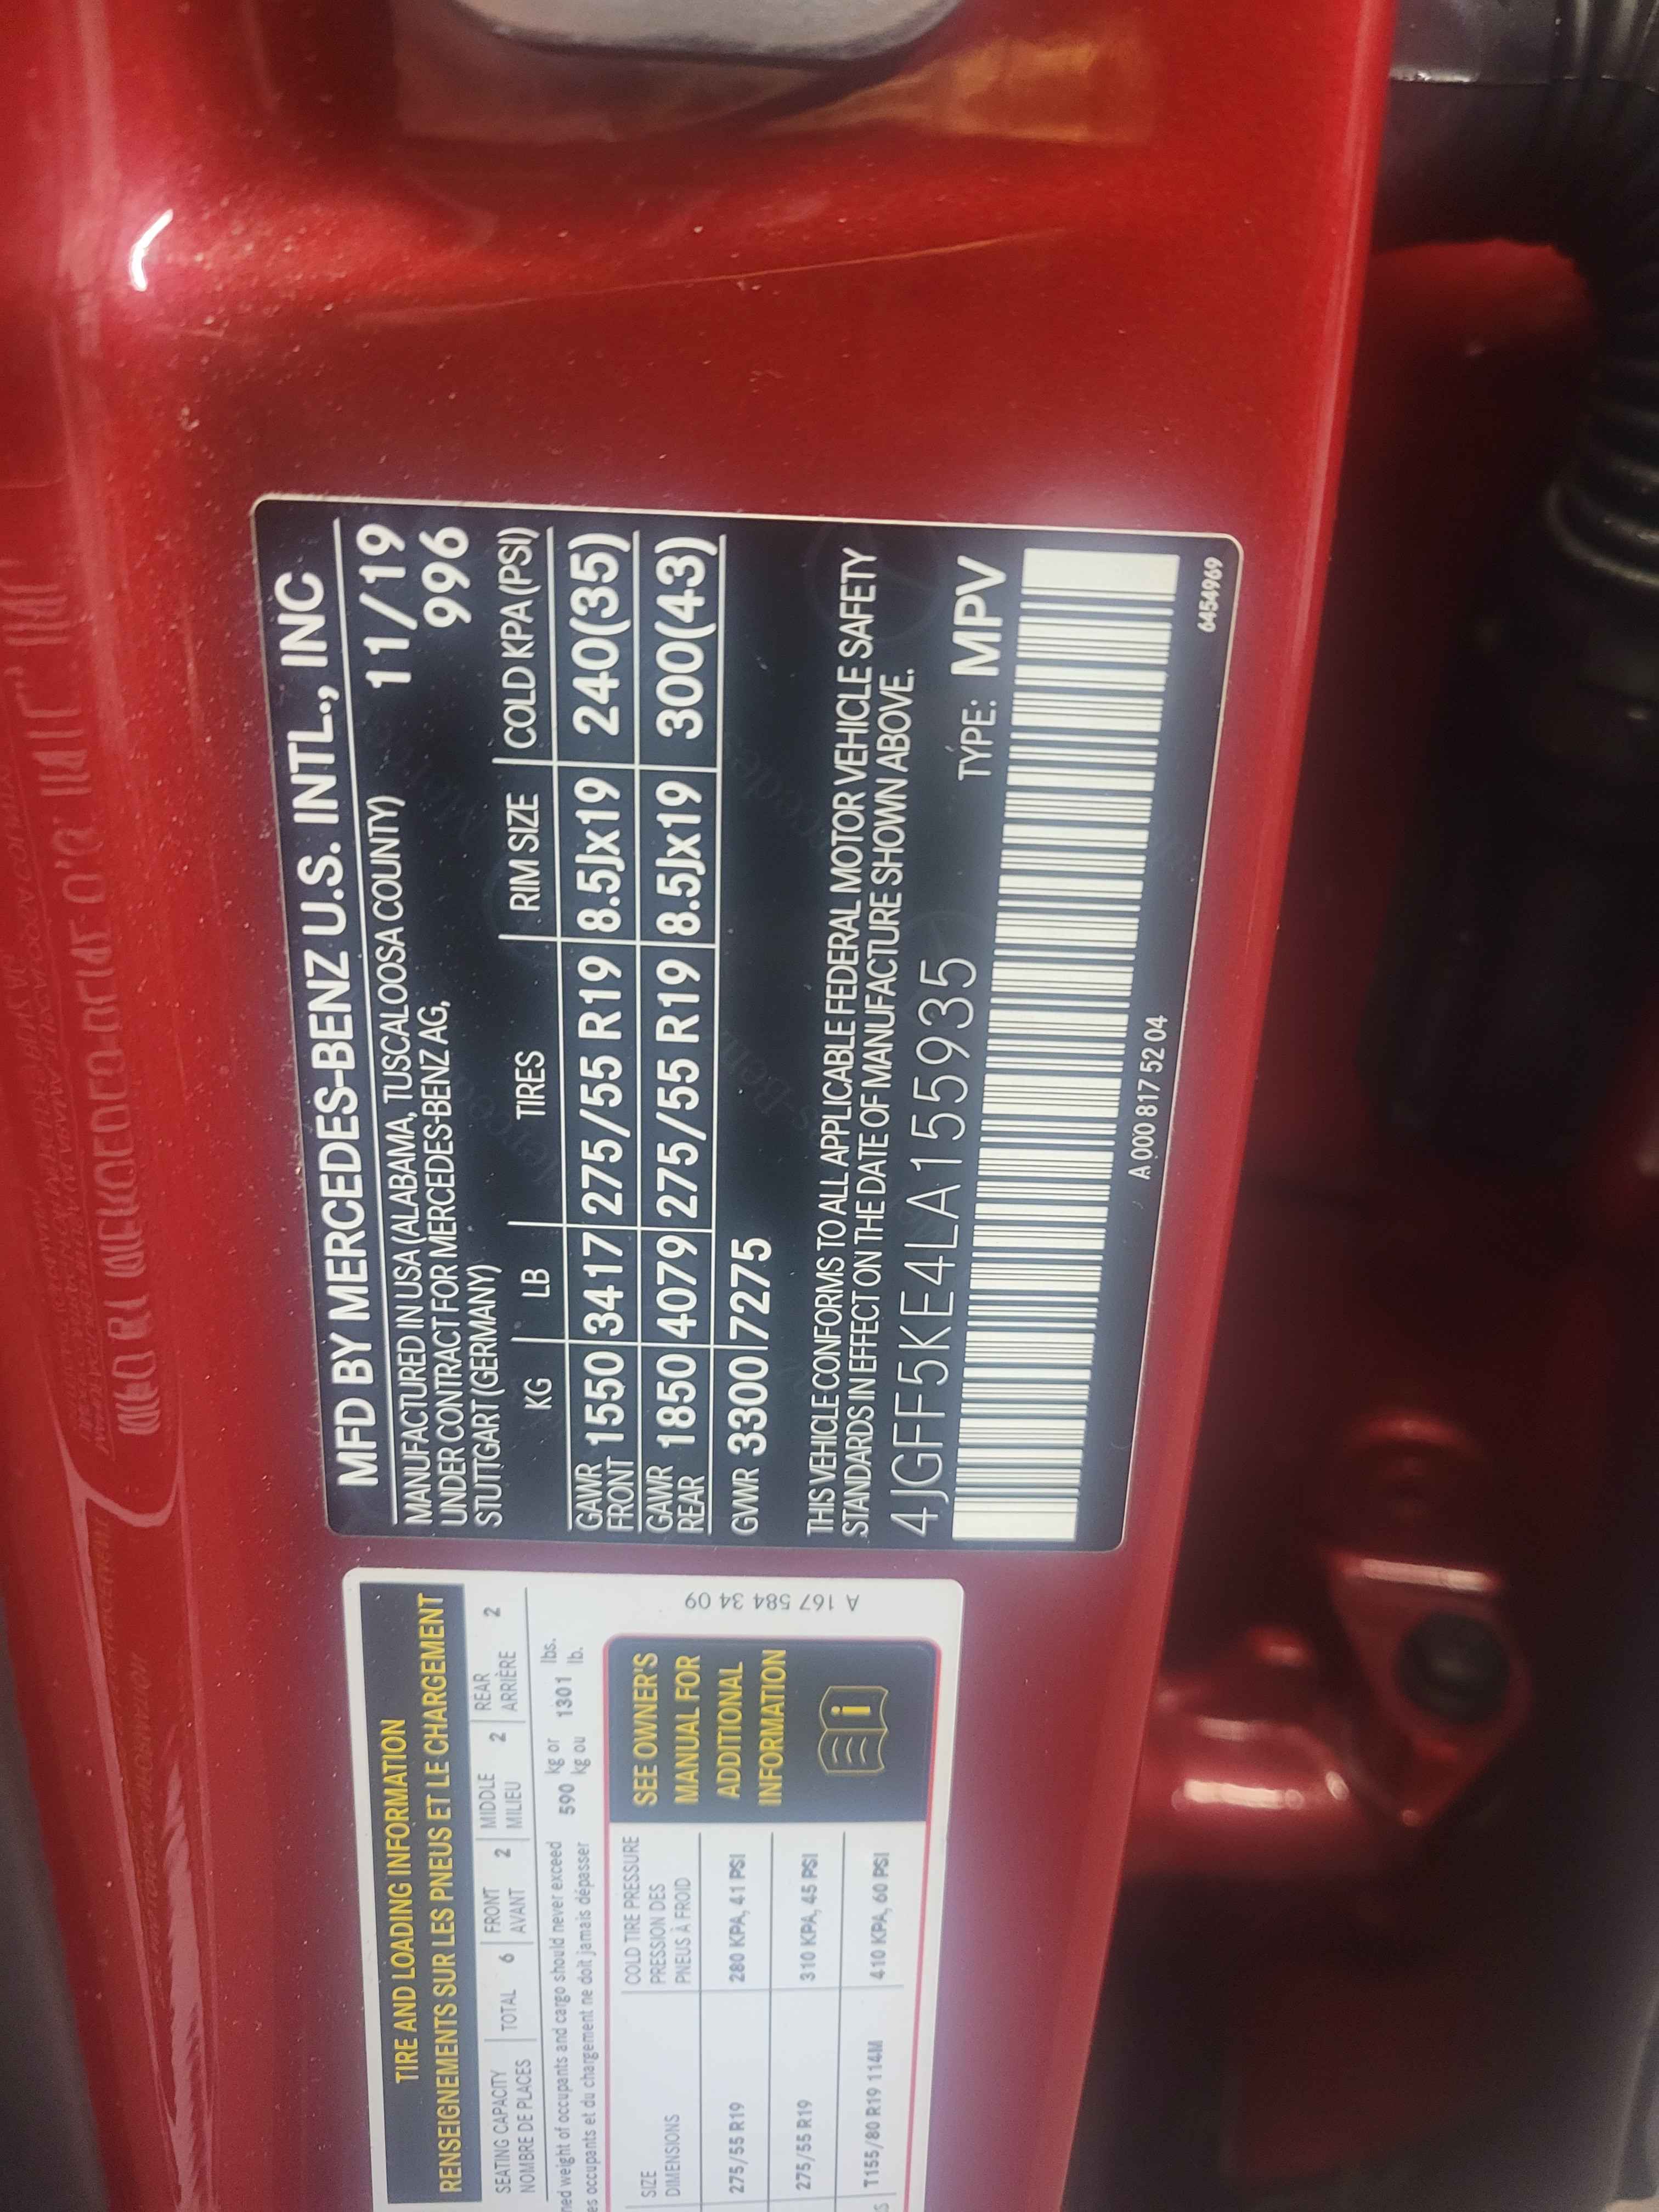 MFD BY MERCEDES-BENZ U.S. INTL., INC
MANUFACTURED IN USA (ALABAMA, TUSCALOOSA COUNTY) 11/19
UNDER CONTRACT FOR MERCEDES-BENZ AG, 996
STUTTGART (GERMANY)
KG LB TIRES RIM SIZE COLD KPA (PSI)
GAWR FRONT 1550 3417 275/55 R19 8.5Jx19 240(35)
GAWR REAR 1850 4079 275/55 R19 8.5Jx19 300(43)
GVWR 3300 7275
THIS VEHICLE CONFORMS TO ALL APPLICABLE FEDERAL MOTOR VEHICLE SAFETY
STANDARDS IN EFFECT ON THE DATE OF MANUFACTURE SHOWN ABOVE.
4JGFF5KE4LA155935 TYPE: MPV
A 000 817 52 04
6454969
TIRE AND LOADING INFORMATION
RENSEIGNEMENTS SUR LES PNEUS ET LE CHARGEMENT
SEATING CAPACITY TOTAL 6 FRONT 2 MIDDLE 2 REAR 2
NOMBRE DE PLACES AVANT MILIEU ARRIÈRE
weight of occupants and cargo should never exceed 590 kg or 1301 lbs.
occupants et du chargement ne doit jamais dépasser kg ou lb.
SIZE COLD TIRE PRESSURE
DIMENSIONS PRESSION DES
PNEUS À FROID
275/55 R19 280 KPA, 41 PSI
275/55 R19 310 KPA, 45 PSI
T155/80 R19 114M 410 KPA, 60 PSI
SEE OWNER'S
MANUAL FOR
ADDITIONAL
INFORMATION
i
A 167 584 34 09